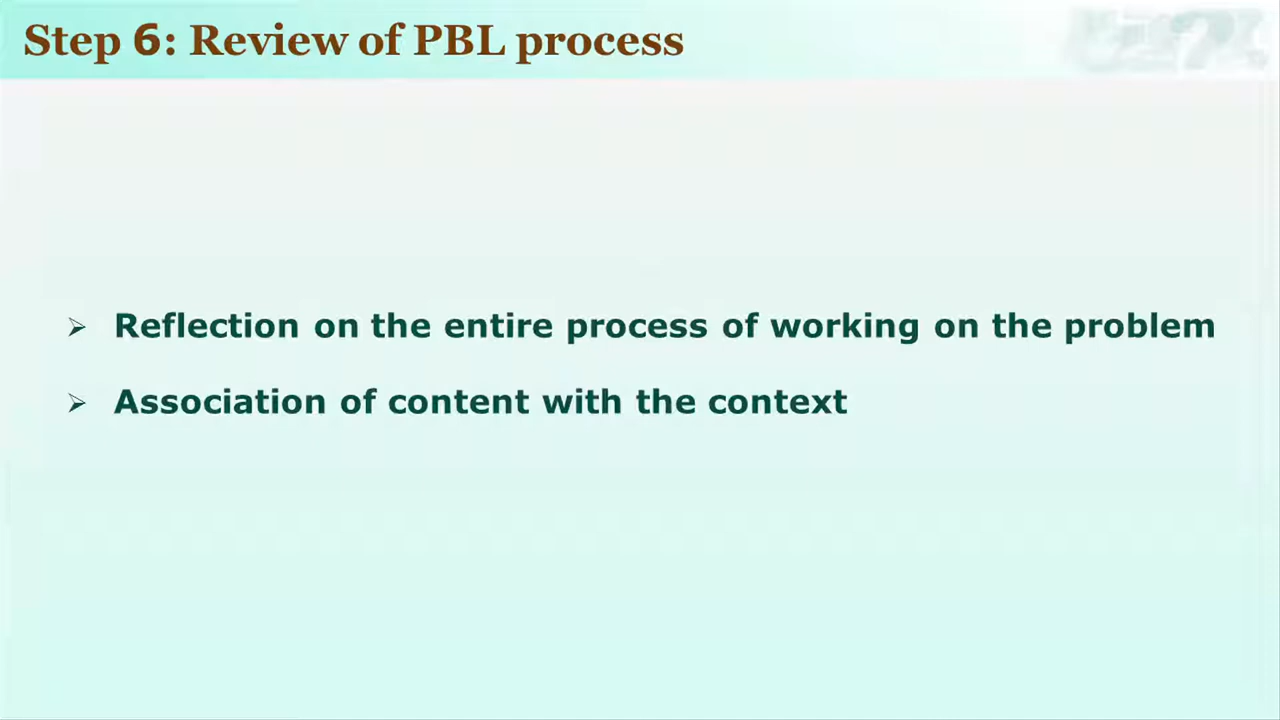 Step 6: Review of PBL process
➢ Reflection on the entire process of working on the problem
➢ Association of content with the context